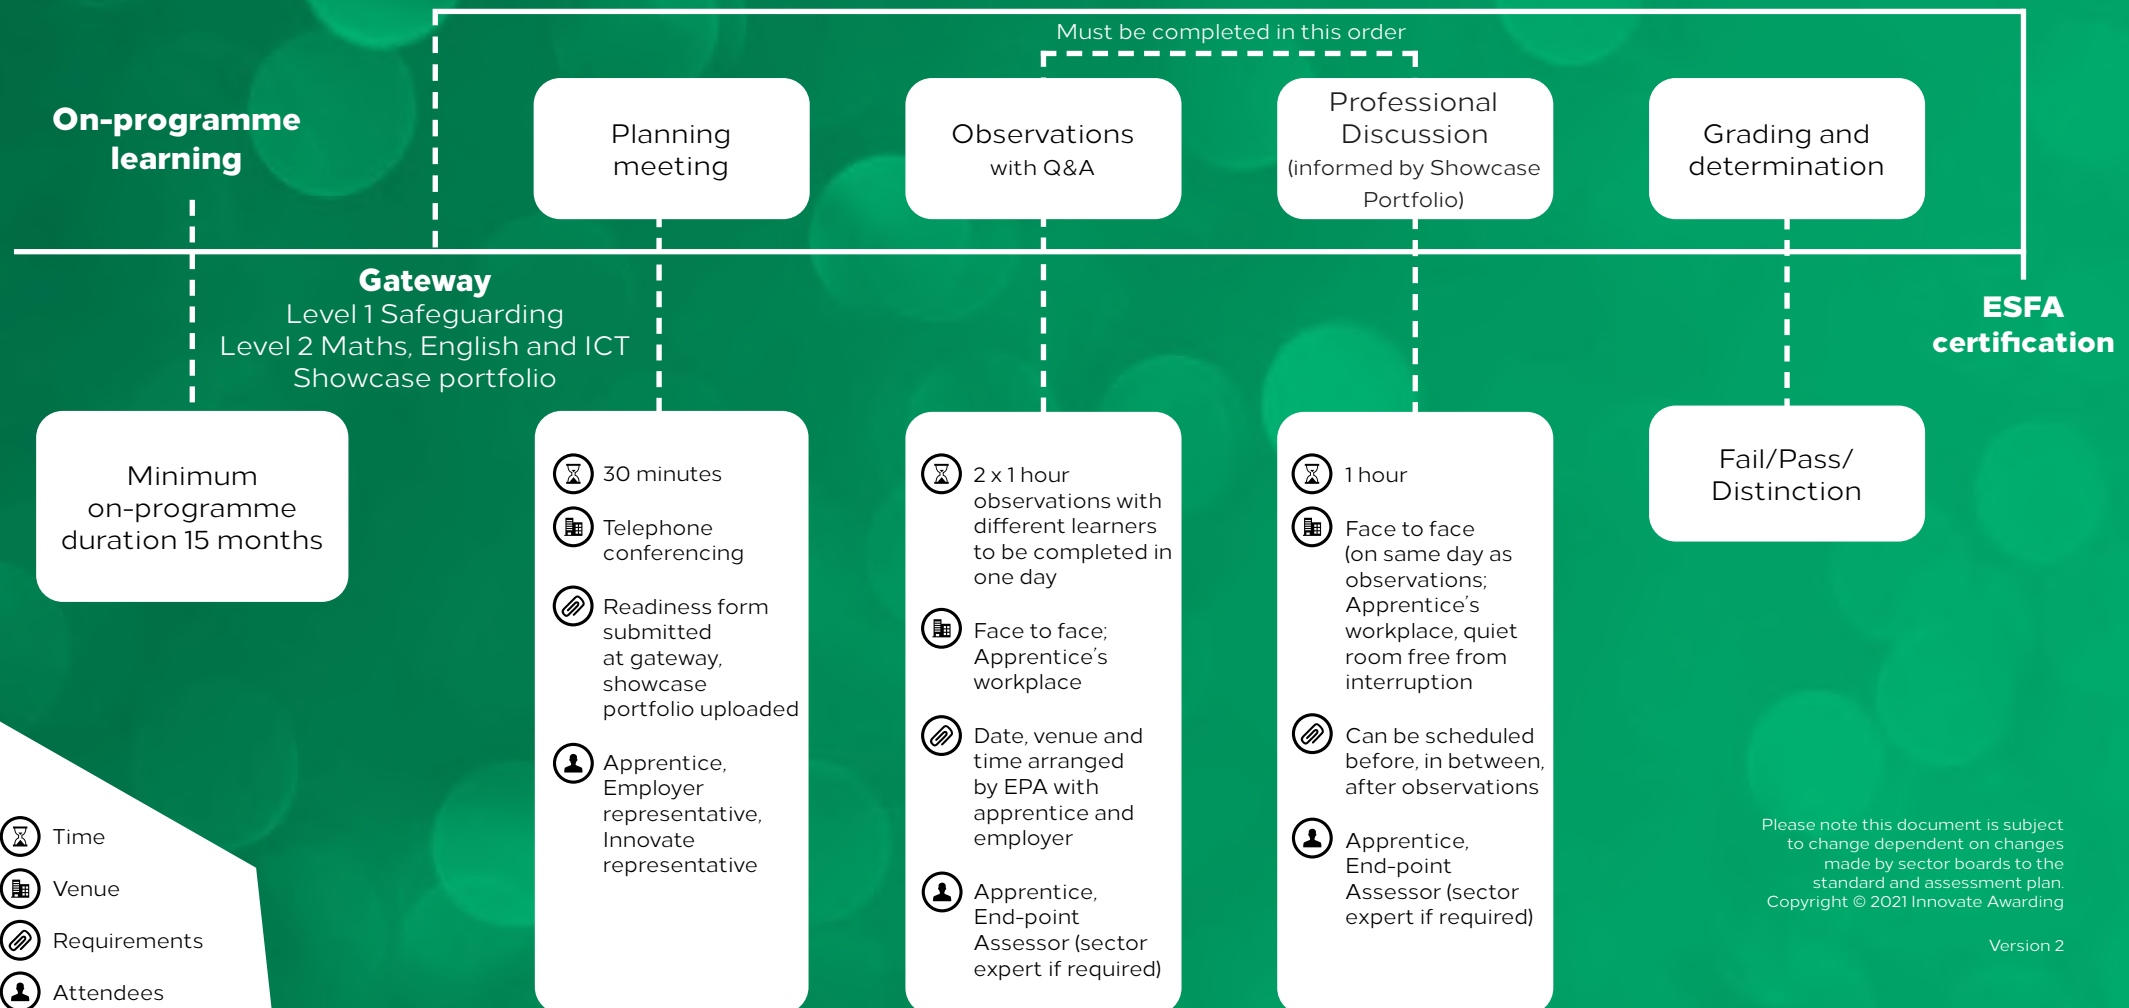 Must be completed in this order
On-programme
learning
Planning
meeting
Observations
with Q&A
Professional
Discussion
(informed by Showcase
Portfolio)
Grading and
determination
Gateway
Level 1 Safeguarding
Level 2 Maths, English and ICT
Showcase portfolio
ESFA
certification
Minimum
on-programme
duration 15 months
30 minutes
Telephone
conferencing
Readiness form
submitted
at gateway,
showcase
portfolio uploaded
Apprentice,
Employer
representative,
Innovate
representative
2 x 1 hour
observations with
different learners
to be completed in
one day
Face to face;
Apprentice's
workplace
Date, venue and
time arranged
by EPA with
apprentice and
employer
Apprentice,
End-point
Assessor (sector
expert if required)
1 hour
Face to face
(on same day as
observations;
Apprentice's
workplace, quiet
room free from
interruption
Can be scheduled
before, in between,
after observations
Apprentice,
End-point
Assessor (sector
expert if required)
Fail/Pass/
Distinction
Time
Venue
Requirements
Attendees
Please note this document is subject
to change dependent on changes
made by sector boards to the
standard and assessment plan.
Copyright © 2021 Innovate Awarding
Version 2